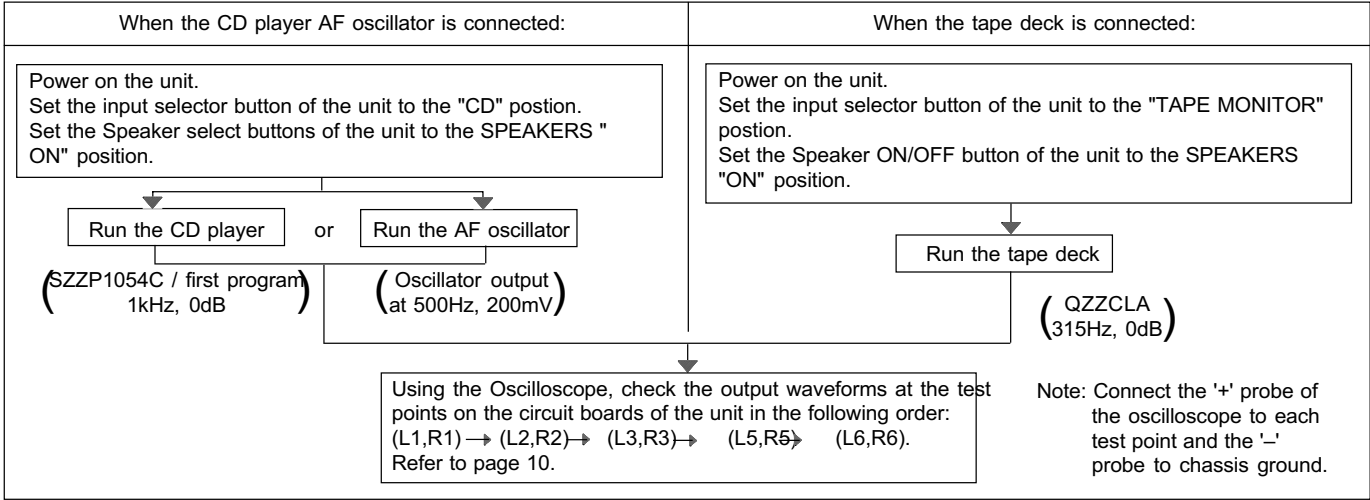 When the CD player AF oscillator is connected:
When the tape deck is connected:
Power on the unit.
Set the input selector button of the unit to the "CD" postion.
Set the Speaker select buttons of the unit to the SPEAKERS "
ON" position.
Run the CD player
or
Run the AF oscillator
(SZZP1054C / first program
1kHz, 0dB)
(Oscillator output
at 500Hz, 200mV)
Power on the unit.
Set the input selector button of the unit to the "TAPE MONITOR"
postion.
Set the Speaker ON/OFF button of the unit to the SPEAKERS
"ON" position.
Run the tape deck
(QZZCLA
315Hz, 0dB)
Using the Oscilloscope, check the output waveforms at the test
points on the circuit boards of the unit in the following order:
(L1,R1) → (L2,R2) → (L3,R3) → (L5,R5) → (L6,R6).
Refer to page 10.
Note: Connect the '+' probe of
the oscilloscope to each
test point and the '–'
probe to chassis ground.